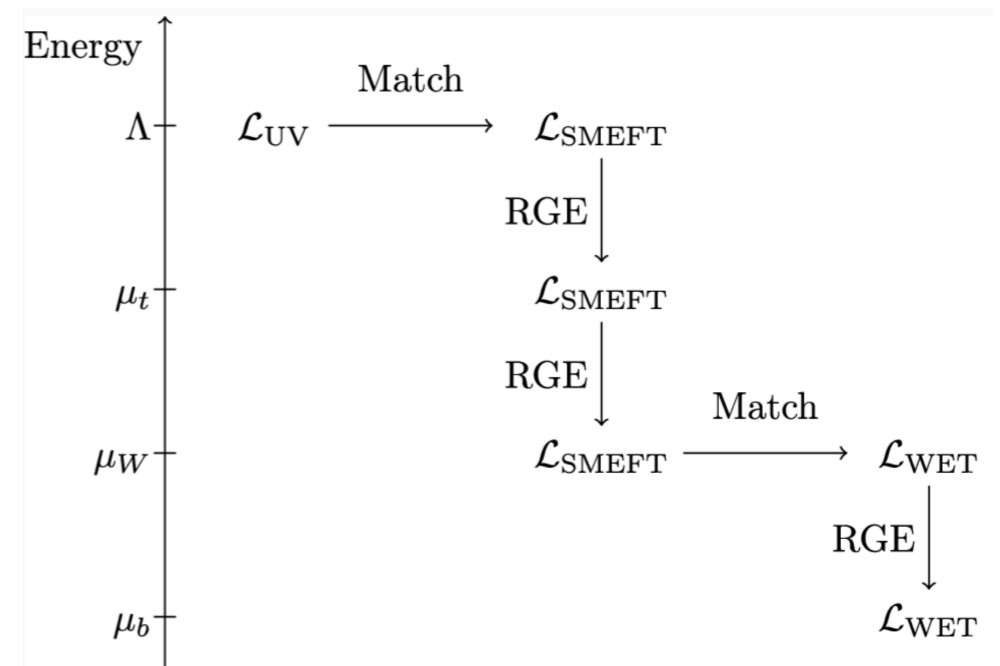 Energy
Match
Λ 𝓛_UV 𝓛_SMEFT
RGE
μ_t 𝓛_SMEFT
RGE
Match
μ_W 𝓛_SMEFT 𝓛_WET
RGE
μ_b 𝓛_WET